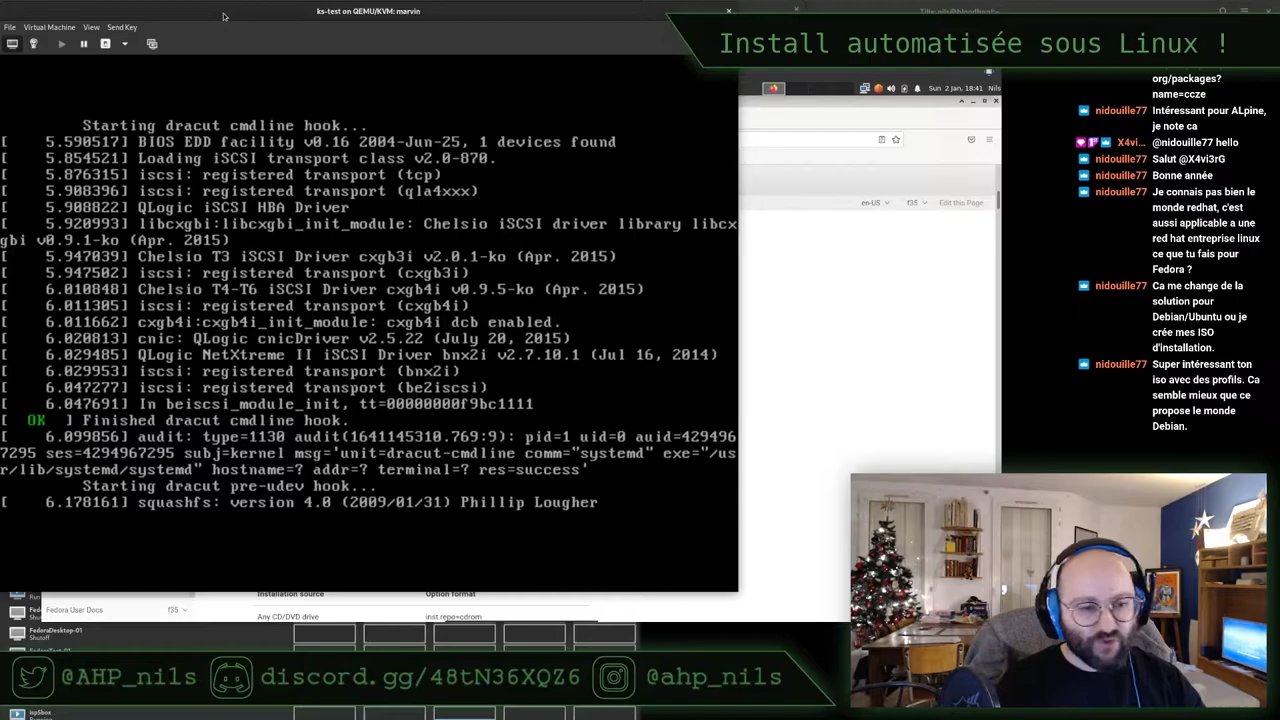 ks-test on QEMU/KVM: marvin
File Virtual Machine View Send Key
Install automatisée sous Linux !
Starting dracut cmdline hook...
[ 5.590517] BIOS EDD facility v0.16 2004-Jun-25, 1 devices found
[ 5.854521] Loading iSCSI transport class v2.0-870.
[ 5.876315] iscsi: registered transport (tcp)
[ 5.908396] iscsi: registered transport (qla4xxx)
[ 5.908822] QLogic iSCSI HBA Driver
[ 5.920993] libcxgbi:libcxgbi_init_module: Chelsio iSCSI driver library libcx
gbi v0.9.1-ko (Apr. 2015)
[ 5.947039] Chelsio T3 iSCSI Driver cxgb3i v2.0.1-ko (Apr. 2015)
[ 5.947502] iscsi: registered transport (cxgb3i)
[ 6.010848] Chelsio T4-T6 iSCSI Driver cxgb4i v0.9.5-ko (Apr. 2015)
[ 6.011305] iscsi: registered transport (cxgb4i)
[ 6.011662] cxgb4i:cxgb4i_init_module: cxgb4i dcb enabled.
[ 6.020813] cnic: QLogic cnicDriver v2.5.22 (July 20, 2015)
[ 6.029485] QLogic NetXtreme II iSCSI Driver bnx2i v2.7.10.1 (Jul 16, 2014)
[ 6.029953] iscsi: registered transport (bnx2i)
[ 6.047277] iscsi: registered transport (be2iscsi)
[ 6.047691] In beiscsi_module_init, tt=00000000f9bc1111
[ OK ] Finished dracut cmdline hook.
[ 6.099856] audit: type=1130 audit(1641145310.769:9): pid=1 uid=0 auid=429496
7295 ses=4294967295 subj=kernel msg='unit=dracut-cmdline comm="systemd" exe="/us
r/lib/systemd/systemd" hostname=? addr=? terminal=? res=success'
Starting dracut pre-udev hook...
[ 6.178161] squashfs: version 4.0 (2009/01/31) Phillip Lougher
Sun 2 Jan, 18:41 Nils
en-US f35 Edit this Page
org/packages?
name=ccze
nidouille77 Intéressant pour ALpine,
je note ca
X4vi... @nidouille77 hello
nidouille77 Salut @X4vi3rG
nidouille77 Bonne année
nidouille77 Je connais pas bien le
monde redhat, c'est
aussi applicable a une
red hat entreprise linux
ce que tu fais pour
Fedora ?
nidouille77 Ca me change de la
solution pour
Debian/Ubuntu ou je
crée mes ISO
d'installation.
nidouille77 Super intéressant ton
iso avec des profils. Ca
semble mieux que ce
propose le monde
Debian.
Installation source Option format
Fedora User Docs f35
Any CD/DVD drive inst.repo=cdrom
FedoraDesktop-01
Shutoff
@AHP_nils discord.gg/48tN36XQZ6 @ahp_nils